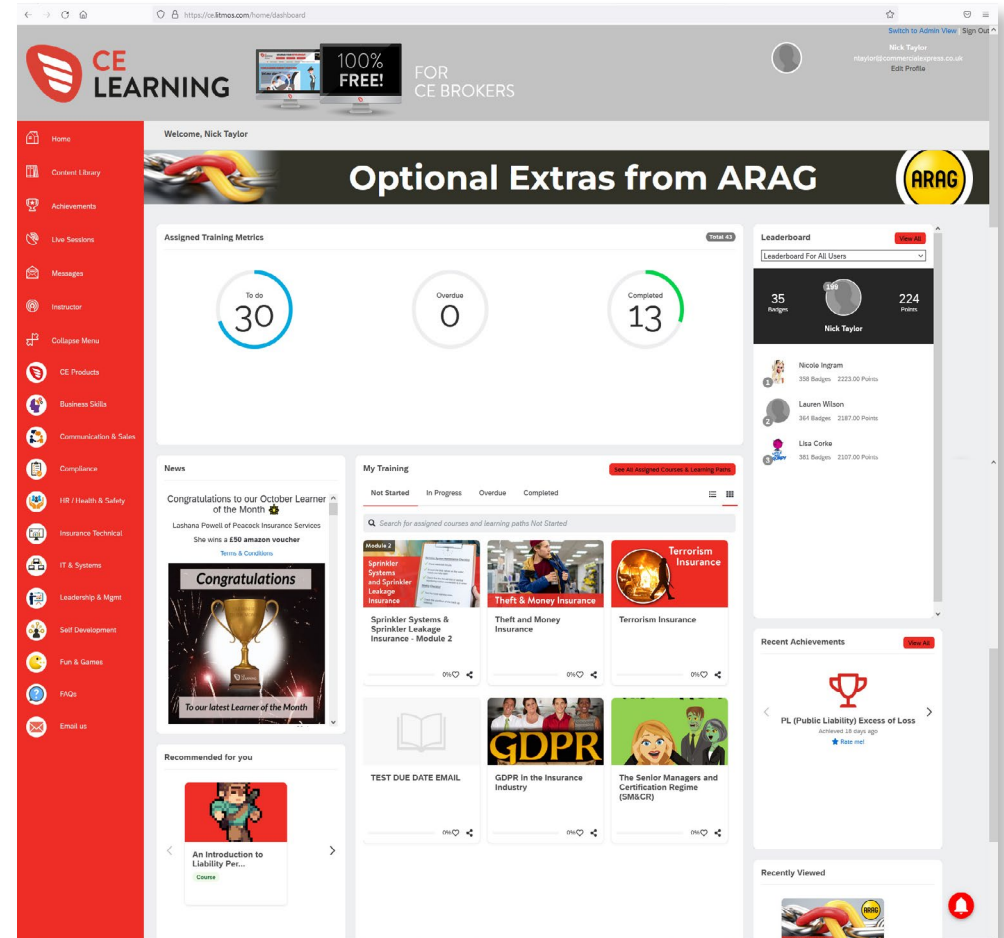 https://ce.litmos.com/home/dashboard
Switch to Admin View Sign Out
CE
LEARNING
100%
FREE!
FOR
CE BROKERS
Nick Taylor
ntaylor@commercialexpress.co.uk
Edit Profile
Home
Content Library
Achievements
Live Sessions
Messages
Instructor
Collapse Menu
CE Products
Business Skills
Communication & Sales
Compliance
HR / Health & Safety
Insurance Technical
IT & Systems
Leadership & Mgmt
Self Development
Fun & Games
FAQs
Email us
Welcome, Nick Taylor
Optional Extras from ARAG
ARAG
Assigned Training Metrics
Total 43
To do
30
Overdue
0
Completed
13
Leaderboard
View All
Leaderboard For All Users
199
35
Badges
224
Points
Nick Taylor
1
Nicole Ingram
358 Badges 2223.00 Points
2
Lauren Wilson
364 Badges 2187.00 Points
3
Lisa Corke
381 Badges 2107.00 Points
News
Congratulations to our October Learner
of the Month
Lashana Powell of Peacock Insurance Services
She wins a £50 amazon voucher
Terms & Conditions
Congratulations
To our latest Learner of the Month
My Training
See All Assigned Courses & Learning Paths
Not Started In Progress Overdue Completed
Search for assigned courses and learning paths Not Started
Module 2
Sprinkler
Systems
and Sprinkler
Leakage
Insurance
Sprinkler Systems &
Sprinkler Leakage
Insurance - Module 2
0%
Theft & Money Insurance
Theft and Money
Insurance
0%
Terrorism
Insurance
Terrorism Insurance
0%
TEST DUE DATE EMAIL
0%
GDPR
GDPR in the Insurance
Industry
0%
The Senior Managers and
Certification Regime
(SM&CR)
0%
Recent Achievements
View All
PL (Public Liability) Excess of Loss
Achieved 18 days ago
Rate me!
Recommended for you
An Introduction to
Liability Per...
Course
Recently Viewed
ARAG